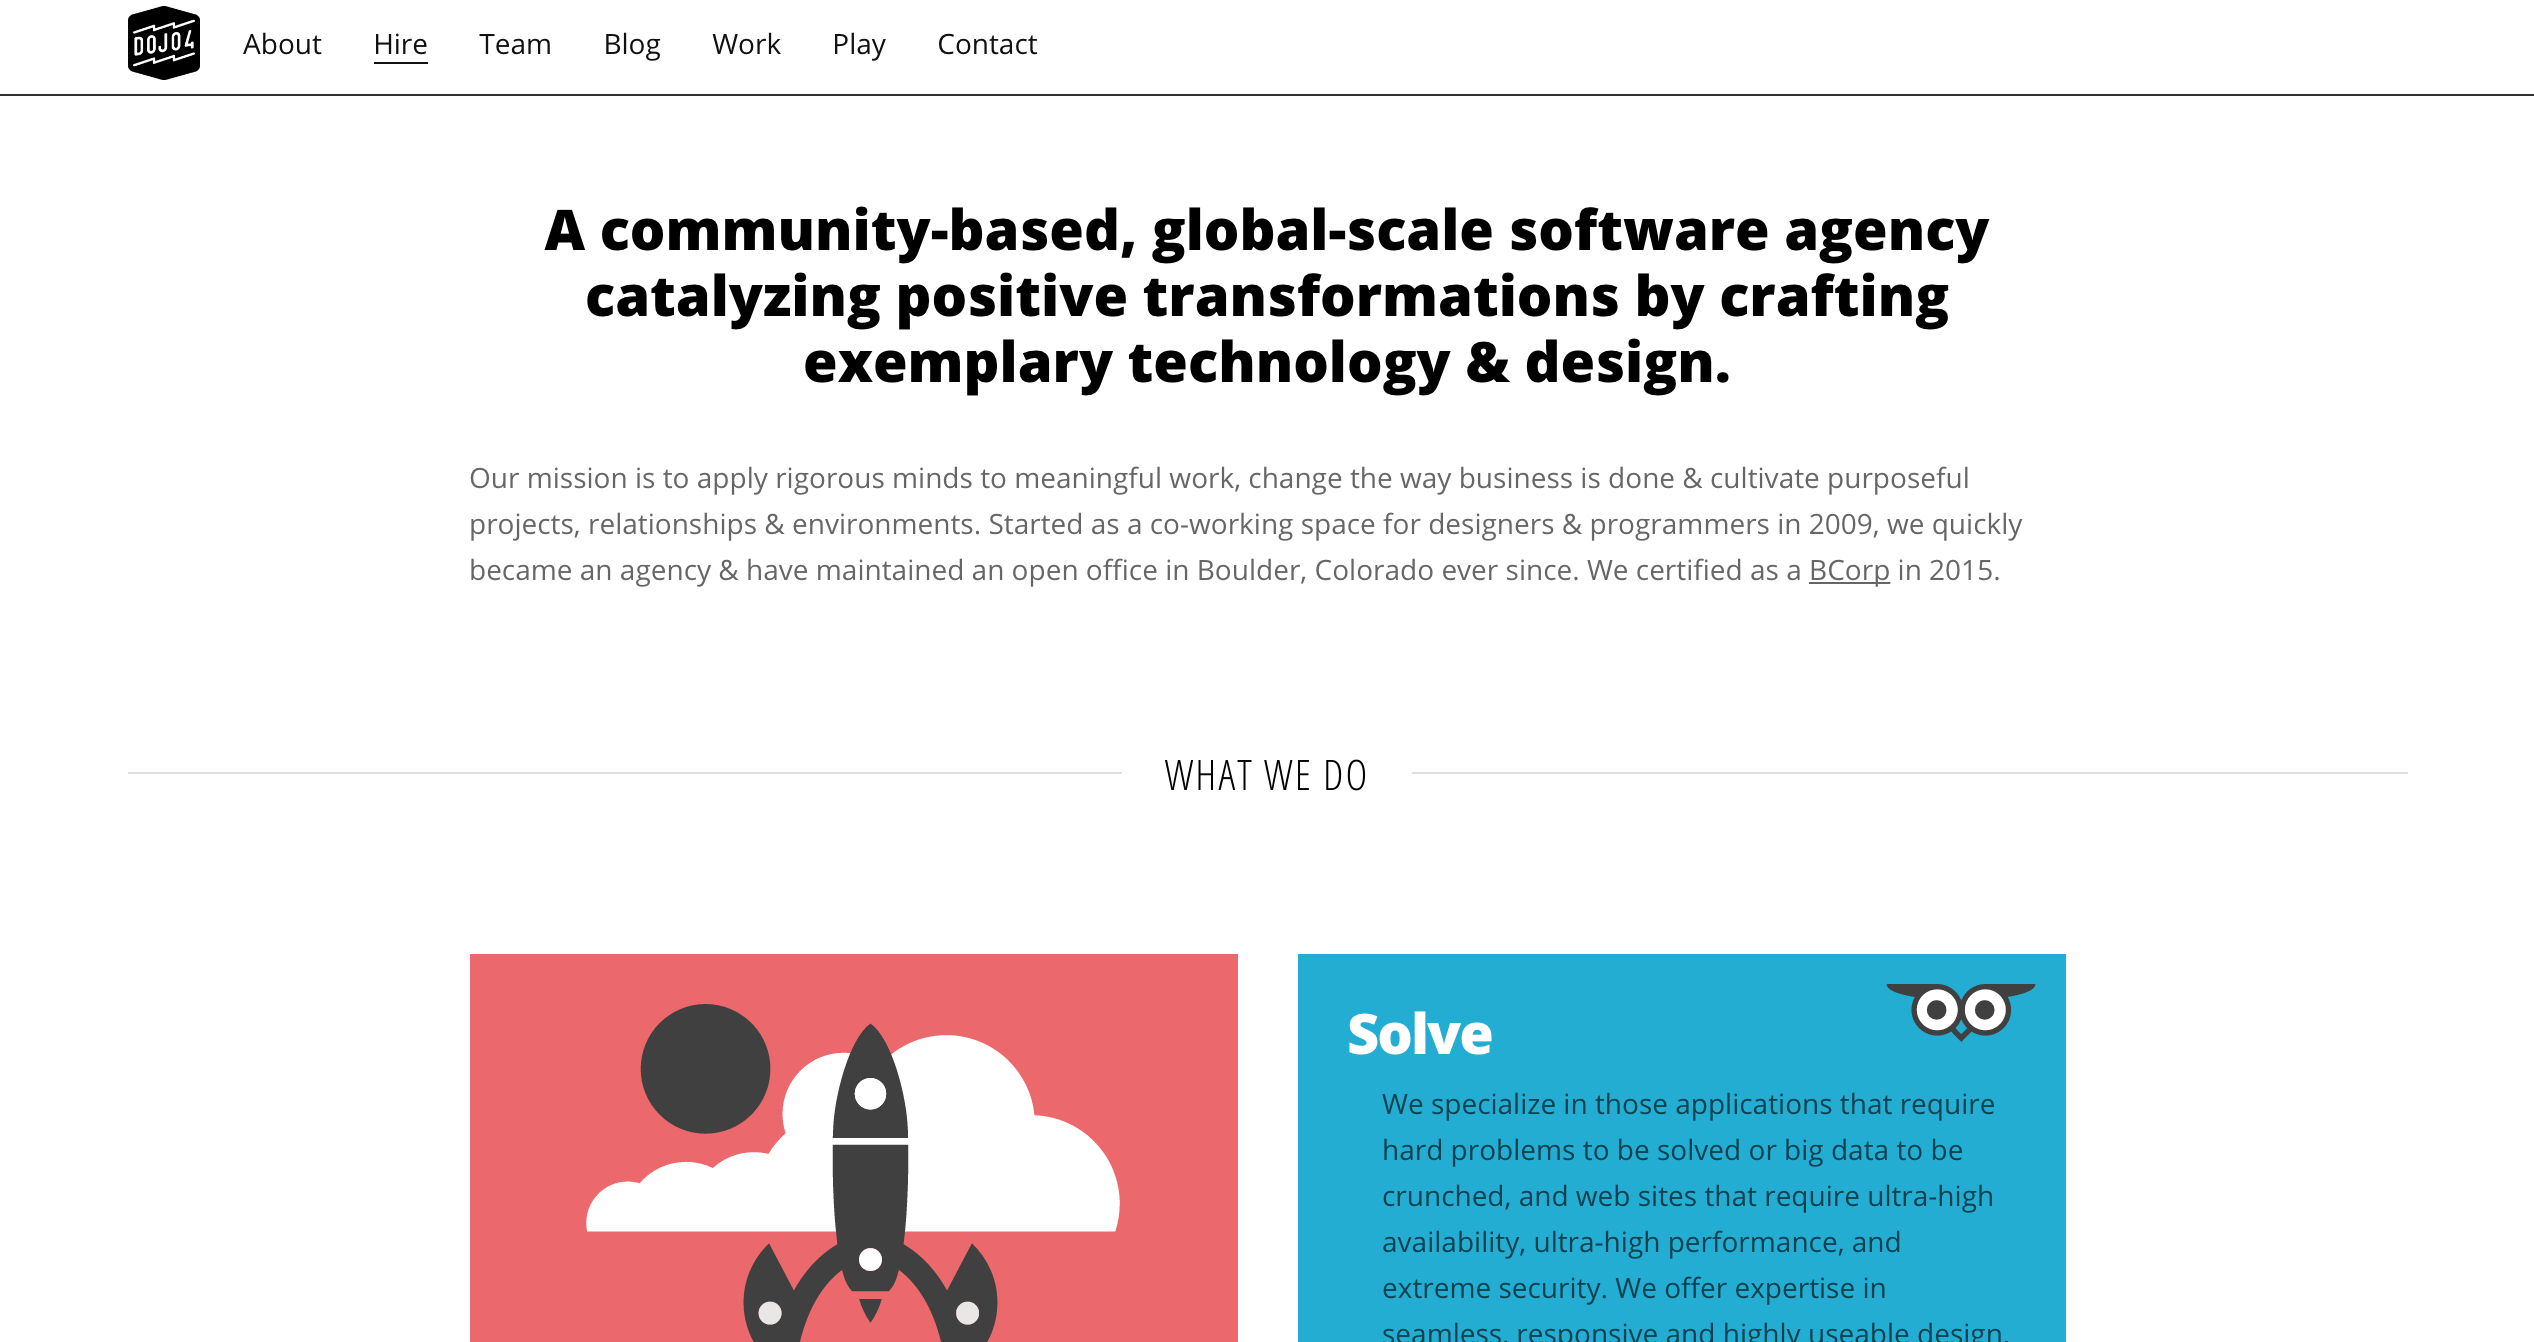 DOJO4
About Hire Team Blog Work Play Contact
A community-based, global-scale software agency
catalyzing positive transformations by crafting
exemplary technology & design.
Our mission is to apply rigorous minds to meaningful work, change the way business is done & cultivate purposeful
projects, relationships & environments. Started as a co-working space for designers & programmers in 2009, we quickly
became an agency & have maintained an open office in Boulder, Colorado ever since. We certified as a BCorp in 2015.
WHAT WE DO
Solve
We specialize in those applications that require
hard problems to be solved or big data to be
crunched, and web sites that require ultra-high
availability, ultra-high performance, and
extreme security. We offer expertise in
seamless, responsive and highly useable design,